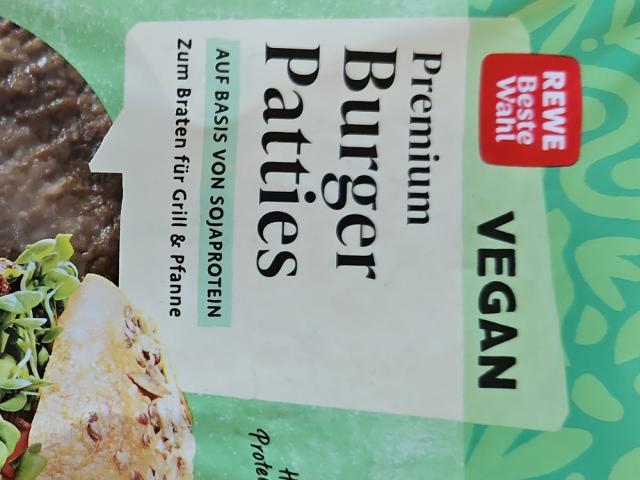 REWE
Beste
Wahl
VEGAN
Premium
Burger
Patties
AUF BASIS VON SOJAPROTEIN
Zum Braten für Grill & Pfanne